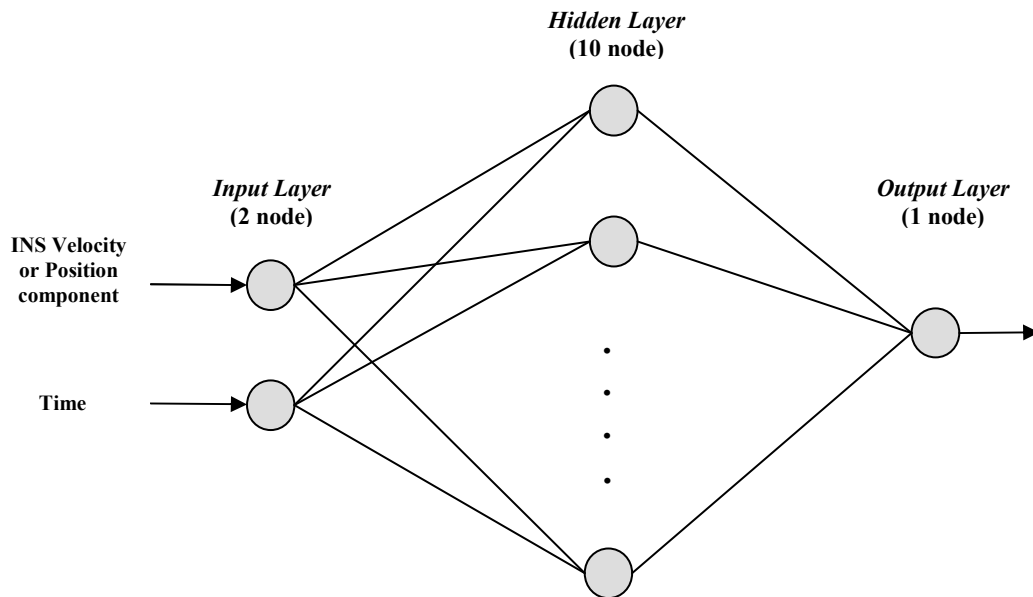 Hidden Layer
(10 node)
Input Layer
(2 node)
Output Layer
(1 node)
INS Velocity
or Position
component
Time